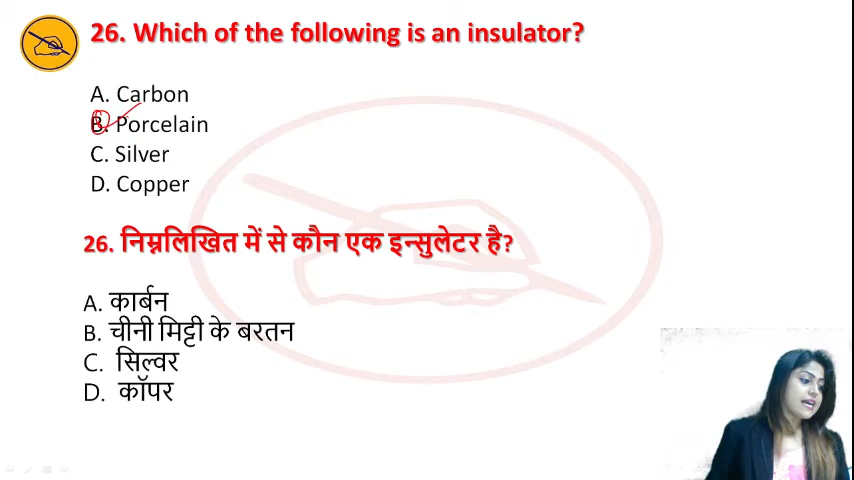 26. Which of the following is an insulator?
A. Carbon
B. Porcelain
C. Silver
D. Copper
26. निम्नलिखित में से कौन एक इन्सुलेटर है?
A. कार्बन
B. चीनी मिट्टी के बरतन
C. सिल्वर
D. कॉपर